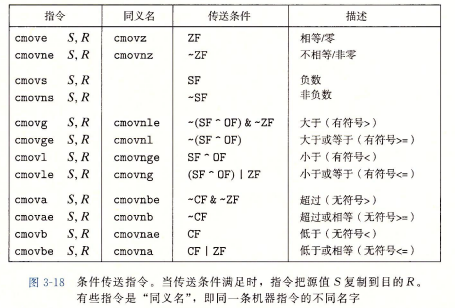 指令 同义名 传送条件 描述
cmove S, R cmovz ZF 相等/零
cmovne S, R cmovnz ~ZF 不相等/非零
cmovs S, R SF 负数
cmovns S, R ~SF 非负数
cmovg S, R cmovnle ~(SF ^ OF) & ~ZF 大于（有符号>）
cmovge S, R cmovnl ~(SF ^ OF) 大于或等于（有符号>=）
cmovl S, R cmovnge SF ^ OF 小于（有符号<）
cmovle S, R cmovng (SF ^ OF) | ZF 小于或等于（有符号<=）
cmova S, R cmovnbe ~CF & ~ZF 超过（无符号>）
cmovae S, R cmovnb ~CF 超过或相等（无符号>=）
cmovb S, R cmovnae CF 低于（无符号<）
cmovbe S, R cmovna CF | ZF 低于或相等（无符号<=）
图 3-18 条件传送指令。当传送条件满足时，指令把源值 S 复制到目的 R。
有些指令是“同义名”，即同一条机器指令的不同名字